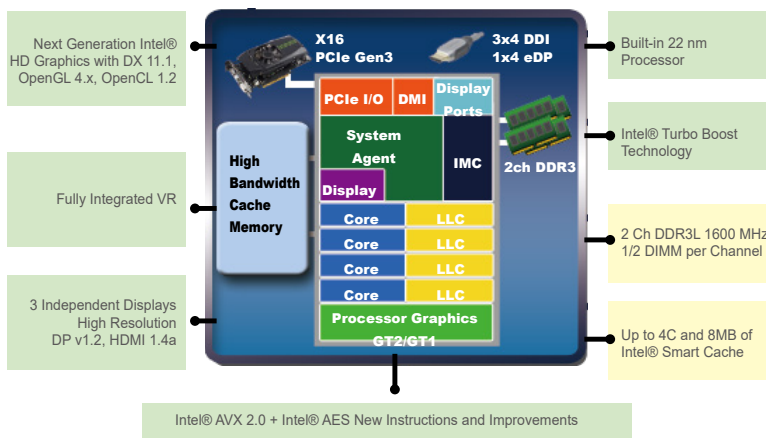 Next Generation Intel®
HD Graphics with DX 11.1,
OpenGL 4.x, OpenCL 1.2
Fully Integrated VR
3 Independent Displays
High Resolution
DP v1.2, HDMI 1.4a
X16
PCIe Gen3
3x4 DDI
1x4 eDP
PCIe I/O
DMI
Display
Ports
System
Agent
IMC
Display
2ch DDR3
High
Bandwidth
Cache
Memory
Core
LLC
Core
LLC
Core
LLC
Core
LLC
Processor Graphics
GT2/GT1
Built-in 22 nm
Processor
Intel® Turbo Boost
Technology
2 Ch DDR3L 1600 MHz
1/2 DIMM per Channel
Up to 4C and 8MB of
Intel® Smart Cache
Intel® AVX 2.0 + Intel® AES New Instructions and Improvements